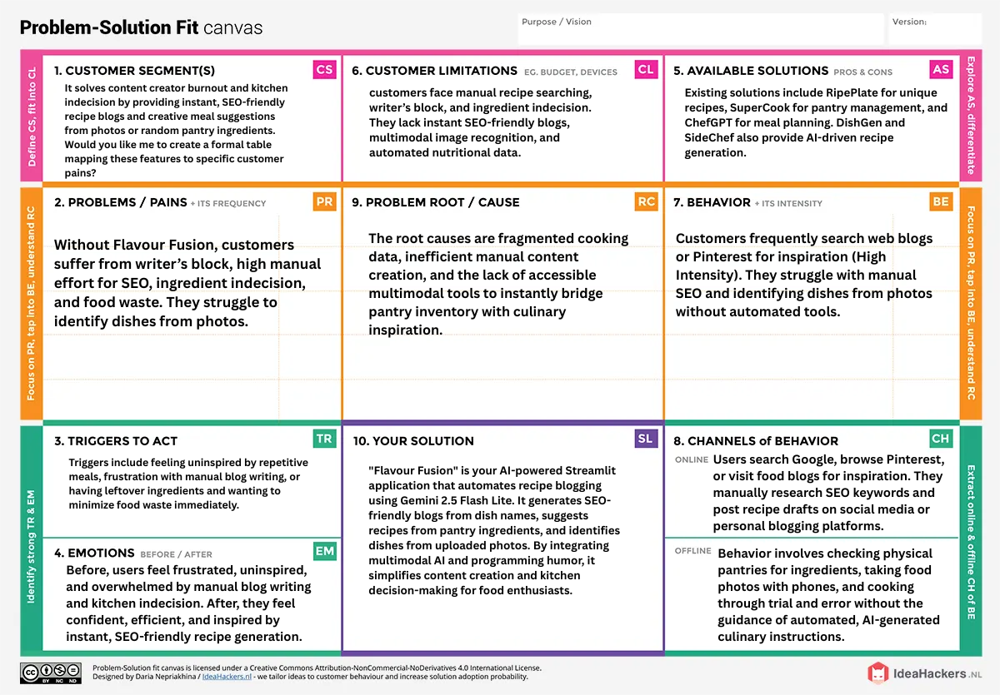 Problem-Solution Fit canvas
Purpose / Vision
Version:
Define CS, fit into CL
1. CUSTOMER SEGMENT(S)
CS
It solves content creator burnout and kitchen
indecision by providing instant, SEO-friendly
recipe blogs and creative meal suggestions
from photos or random pantry ingredients.
Would you like me to create a formal table
mapping these features to specific customer
pains?
6. CUSTOMER LIMITATIONS EG. BUDGET, DEVICES
CL
customers face manual recipe searching,
writer's block, and ingredient indecision.
They lack instant SEO-friendly blogs,
multimodal image recognition, and
automated nutritional data.
5. AVAILABLE SOLUTIONS PROS & CONS
AS
Existing solutions include RipePlate for unique
recipes, SuperCook for pantry management, and
ChefGPT for meal planning. DishGen and
SideChef also provide AI-driven recipe
generation.
Explore AS, differentiate
Focus on PR, tap into BE, understand RC
2. PROBLEMS / PAINS + ITS FREQUENCY
PR
Without Flavour Fusion, customers
suffer from writer's block, high manual
effort for SEO, ingredient indecision,
and food waste. They struggle to
identify dishes from photos.
9. PROBLEM ROOT / CAUSE
RC
The root causes are fragmented cooking
data, inefficient manual content
creation, and the lack of accessible
multimodal tools to instantly bridge
pantry inventory with culinary
inspiration.
7. BEHAVIOR + ITS INTENSITY
BE
Customers frequently search web blogs
or Pinterest for inspiration (High
Intensity). They struggle with manual
SEO and identifying dishes from photos
without automated tools.
Focus on PR, tap into BE, understand RC
Identify strong TR & EM
3. TRIGGERS TO ACT
TR
Triggers include feeling uninspired by repetitive
meals, frustration with manual blog writing, or
having leftover ingredients and wanting to
minimize food waste immediately.
4. EMOTIONS BEFORE / AFTER
EM
Before, users feel frustrated, uninspired,
and overwhelmed by manual blog writing
and kitchen indecision. After, they feel
confident, efficient, and inspired by
instant, SEO-friendly recipe generation.
10. YOUR SOLUTION
SL
"Flavour Fusion" is your AI-powered Streamlit
application that automates recipe blogging
using Gemini 2.5 Flash Lite. It generates SEO-
friendly blogs from dish names, suggests
recipes from pantry ingredients, and identifies
dishes from uploaded photos. By integrating
multimodal AI and programming humor, it
simplifies content creation and kitchen
decision-making for food enthusiasts.
8. CHANNELS of BEHAVIOR
CH
ONLINE Users search Google, browse Pinterest,
or visit food blogs for inspiration. They
manually research SEO keywords and
post recipe drafts on social media or
personal blogging platforms.
OFFLINE Behavior involves checking physical
pantries for ingredients, taking food
photos with phones, and cooking
through trial and error without the
guidance of automated, AI-generated
culinary instructions.
Extract online & offline CH of BE
CC BY NC ND
Problem-Solution fit canvas is licensed under a Creative Commons Attribution-NonCommercial-NoDerivatives 4.0 International License.
Designed by Daria Nepriakhina / IdeaHackers.nl - we tailor ideas to customer behaviour and increase solution adoption probability.
IdeaHackers.NL